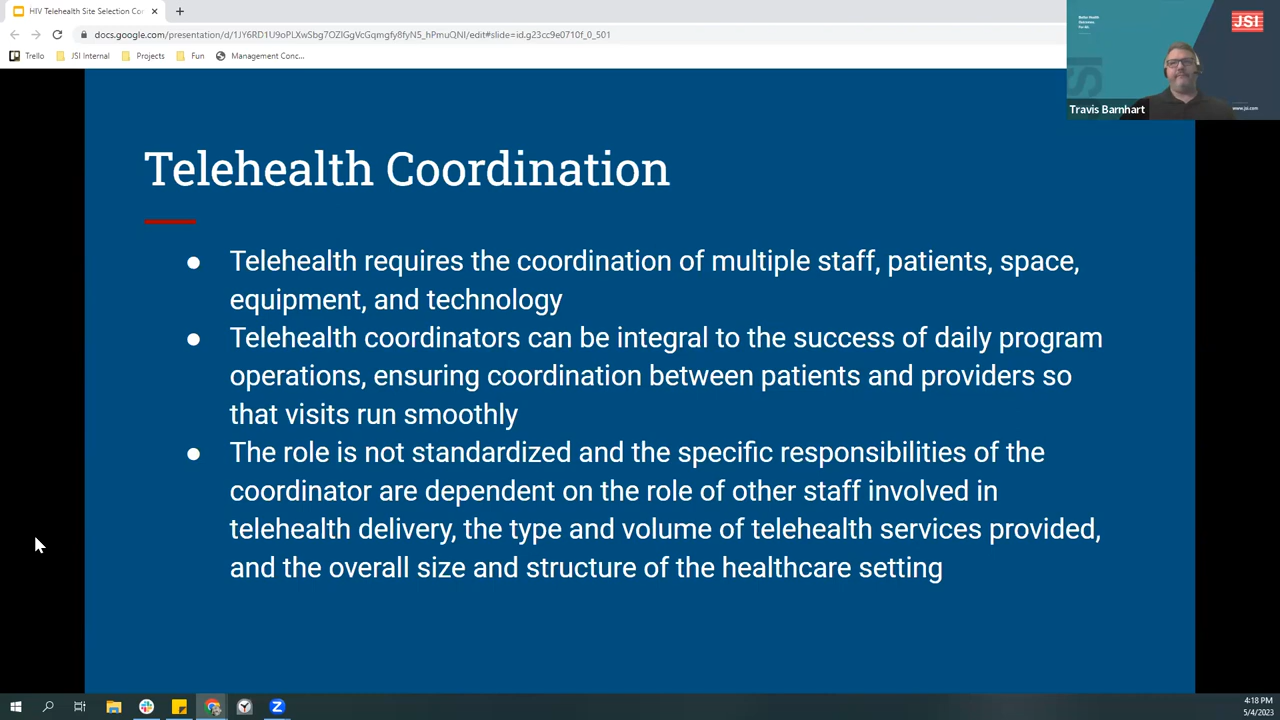 HIV Telehealth Site Selection Co
docs.google.com/presentation/d/1JY6RD1U9oPLXwSbg7OZIGgVcGqmzfy8fyN5_hPmuQNI/edit#slide=id.g23cc9e0710f_0_501
Trello
JSI Internal
Projects
Fun
Management Conc...
JSI
JSI
www.jsi.com
Travis Barnhart
Telehealth Coordination
● Telehealth requires the coordination of multiple staff, patients, space,
equipment, and technology
● Telehealth coordinators can be integral to the success of daily program
operations, ensuring coordination between patients and providers so
that visits run smoothly
● The role is not standardized and the specific responsibilities of the
coordinator are dependent on the role of other staff involved in
telehealth delivery, the type and volume of telehealth services provided,
and the overall size and structure of the healthcare setting
4:18 PM
5/4/2023